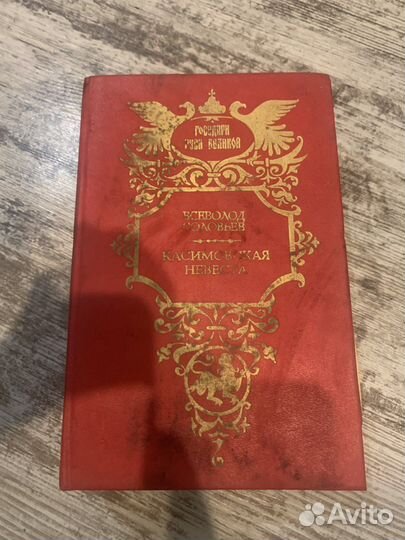 ГОСУДАРИ
РУСИ ВЕЛИКОЙ
ВСЕВОЛОД
СОЛОВЬЕВ
КАСИМОВСКАЯ
НЕВЕСТА
Avito